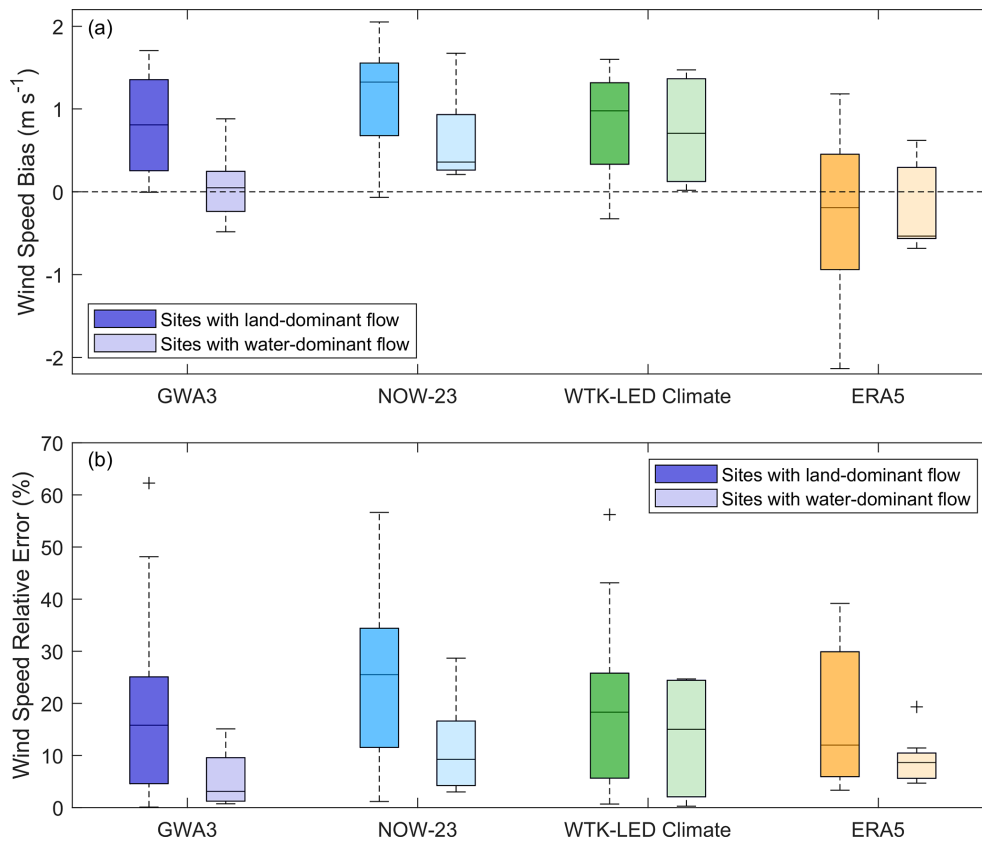 (a)
Wind Speed Bias (m s⁻¹)
2
1
0
-1
-2
Sites with land-dominant flow
Sites with water-dominant flow
GWA3 NOW-23 WTK-LED Climate ERA5
(b)
Wind Speed Relative Error (%)
70
60
50
40
30
20
10
0
Sites with land-dominant flow
Sites with water-dominant flow
GWA3 NOW-23 WTK-LED Climate ERA5